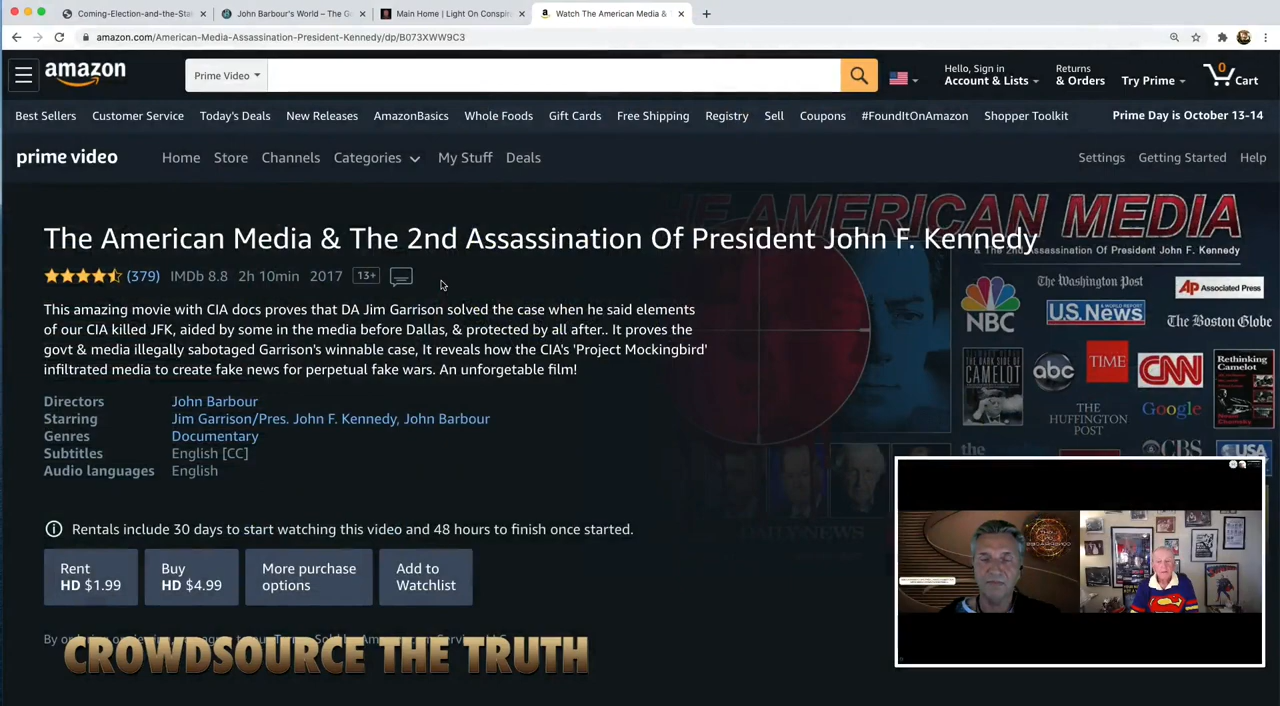 Coming-Election-and-the-Sta
John Barbour's World – The G
Main Home | Light On Conspira
Watch The American Media &
amazon.com/American-Media-Assassination-President-Kennedy/dp/B073XWW9C3
amazon
Prime Video
Hello, Sign in
Account & Lists
Returns
& Orders
Try Prime
0
Cart
Best Sellers
Customer Service
Today's Deals
New Releases
AmazonBasics
Whole Foods
Gift Cards
Free Shipping
Registry
Sell
Coupons
#FoundItOnAmazon
Shopper Toolkit
Prime Day is October 13-14
prime video
Home
Store
Channels
Categories
My Stuff
Deals
Settings
Getting Started
Help
THE AMERICAN MEDIA
& The 2nd Assassination Of President John F. Kennedy
The American Media & The 2nd Assassination Of President John F. Kennedy
(379) IMDb 8.8 2h 10min 2017 13+
This amazing movie with CIA docs proves that DA Jim Garrison solved the case when he said elements
of our CIA killed JFK, aided by some in the media before Dallas, & protected by all after.. It proves the
govt & media illegally sabotaged Garrison's winnable case, It reveals how the CIA's 'Project Mockingbird'
infiltrated media to create fake news for perpetual fake wars. An unforgetable film!
Directors John Barbour
Starring Jim Garrison/Pres. John F. Kennedy, John Barbour
Genres Documentary
Subtitles English [CC]
Audio languages English
NBC
The Washington Post
U.S.News
AP Associated Press
The Boston Globe
THE DARK SIDE OF CAMELOT
abc
TIME
CNN
Rethinking Camelot
THE HUFFINGTON POST
Google
CBS
USA
the
DAILY NEWS
Rentals include 30 days to start watching this video and 48 hours to finish once started.
Rent
HD $1.99
Buy
HD $4.99
More purchase
options
Add to
Watchlist
CROWDSOURCE THE TRUTH